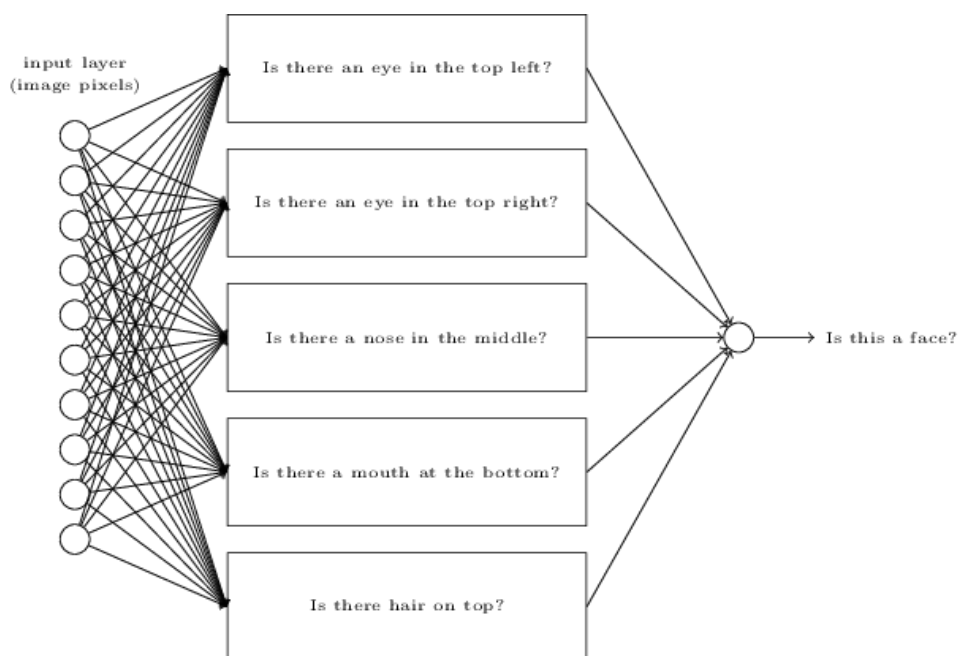 input layer
(image pixels)
Is there an eye in the top left?
Is there an eye in the top right?
Is there a nose in the middle?
Is there a mouth at the bottom?
Is there hair on top?
Is this a face?